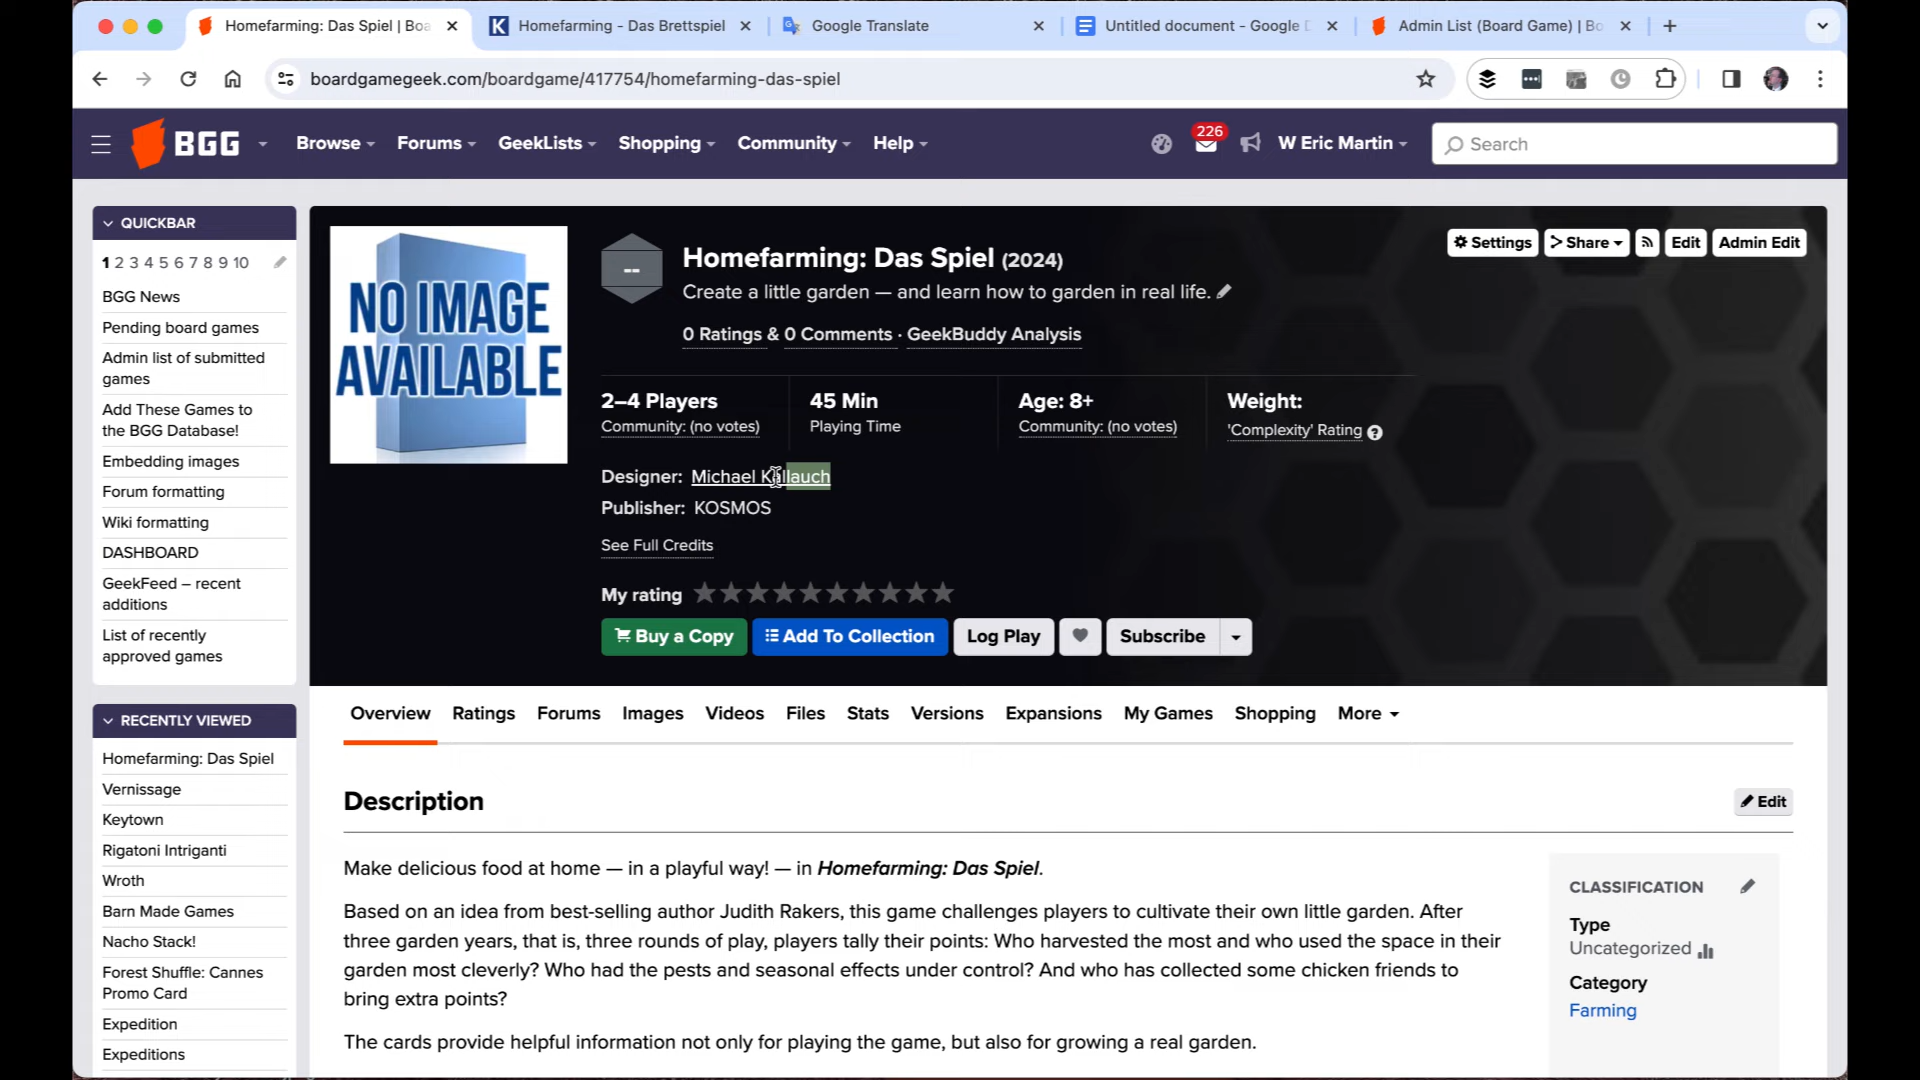 Homefarming: Das Spiel | Boa
Homefarming - Das Brettspiel
Google Translate
Untitled document - Google D
Admin List (Board Game) | Bo
boardgamegeek.com/boardgame/417754/homefarming-das-spiel
BGG
Browse
Forums
GeekLists
Shopping
Community
Help
226
W Eric Martin
Search
QUICKBAR
1 2 3 4 5 6 7 8 9 10
BGG News
Pending board games
Admin list of submitted
games
Add These Games to
the BGG Database!
Embedding images
Forum formatting
Wiki formatting
DASHBOARD
GeekFeed – recent
additions
List of recently
approved games
RECENTLY VIEWED
Homefarming: Das Spiel
Vernissage
Keytown
Rigatoni Intriganti
Wroth
Barn Made Games
Nacho Stack!
Forest Shuffle: Cannes
Promo Card
Expedition
Expeditions
NO IMAGE
AVAILABLE
--
Homefarming: Das Spiel (2024)
Create a little garden — and learn how to garden in real life.
0 Ratings & 0 Comments · GeekBuddy Analysis
Settings
Share
Edit
Admin Edit
2–4 Players
Community: (no votes)
45 Min
Playing Time
Age: 8+
Community: (no votes)
Weight:
'Complexity' Rating
Designer: Michael
Publisher: KOSMOS
See Full Credits
My rating
Buy a Copy
Add To Collection
Log Play
Subscribe
Overview
Ratings
Forums
Images
Videos
Files
Stats
Versions
Expansions
My Games
Shopping
More
Description
Edit
Make delicious food at home — in a playful way! — in Homefarming: Das Spiel.
Based on an idea from best-selling author Judith Rakers, this game challenges players to cultivate their own little garden. After
three garden years, that is, three rounds of play, players tally their points: Who harvested the most and who used the space in their
garden most cleverly? Who had the pests and seasonal effects under control? And who has collected some chicken friends to
bring extra points?
The cards provide helpful information not only for playing the game, but also for growing a real garden.
CLASSIFICATION
Type
Uncategorized
Category
Farming